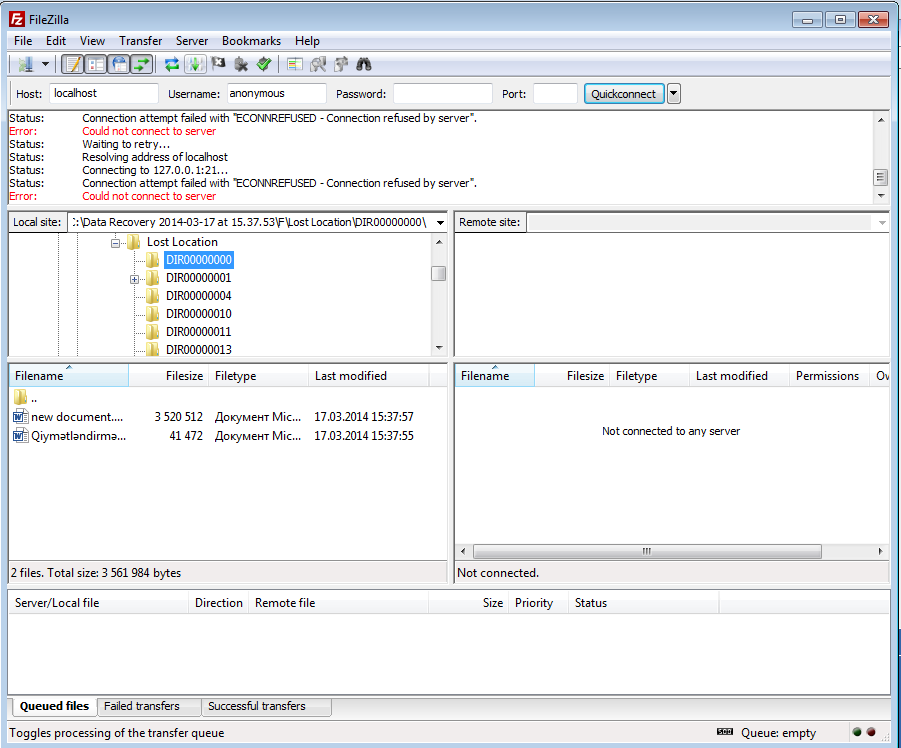 FileZilla
File Edit View Transfer Server Bookmarks Help
Host: localhost Username: anonymous Password: Port: Quickconnect
Status: Connection attempt failed with "ECONNREFUSED - Connection refused by server".
Error: Could not connect to server
Status: Waiting to retry...
Status: Resolving address of localhost
Status: Connecting to 127.0.0.1:21...
Status: Connection attempt failed with "ECONNREFUSED - Connection refused by server".
Error: Could not connect to server
Local site: :\Data Recovery 2014-03-17 at 15.37.53\F\Lost Location\DIR00000000\ Remote site:
Lost Location
DIR00000000
DIR00000001
DIR00000004
DIR00000010
DIR00000011
DIR00000013
Filename Filesize Filetype Last modified
..
new document.... 3 520 512 Документ Mic... 17.03.2014 15:37:57
Qiymətləndirmə... 41 472 Документ Mic... 17.03.2014 15:37:55
2 files. Total size: 3 561 984 bytes
Filename Filesize Filetype Last modified Permissions Ow
Not connected to any server
Not connected.
Server/Local file Direction Remote file Size Priority Status
Queued files Failed transfers Successful transfers
Toggles processing of the transfer queue Queue: empty